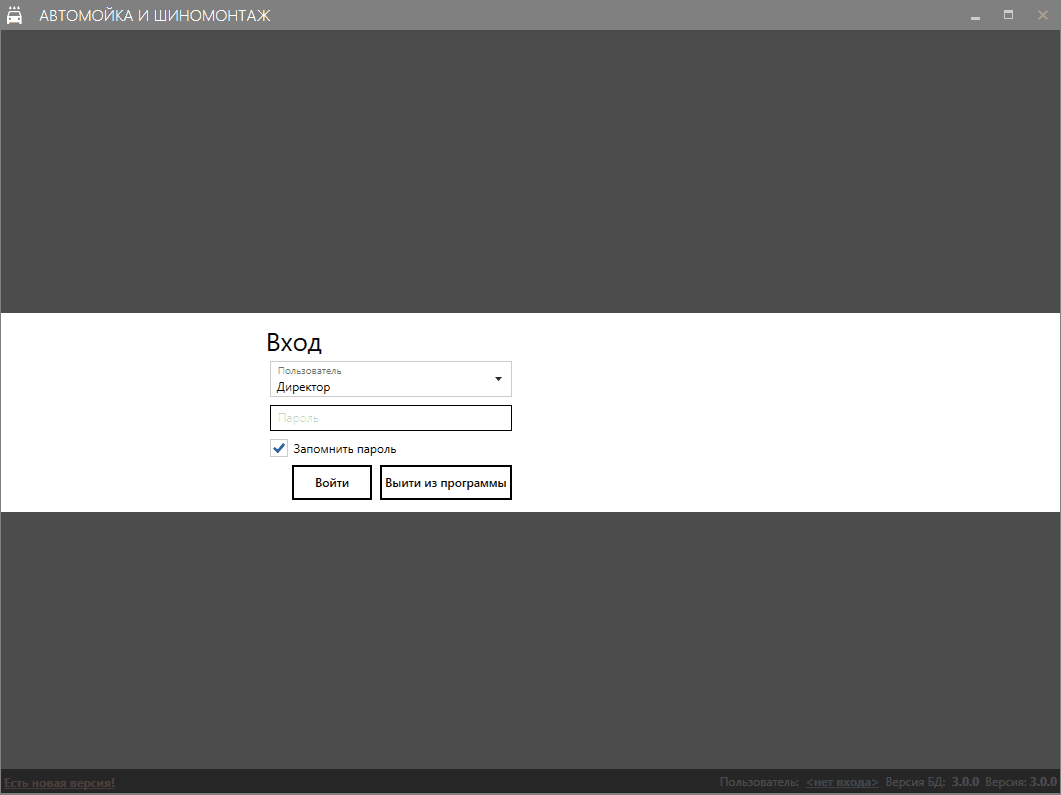 АВТОМОЙКА И ШИНОМОНТАЖ
Вход
Пользователь
Директор
Пароль
Запомнить пароль
Войти Выйти из программы
Есть новая версия! Пользователь: <нет входа> Версия БД: 3.0.0 Версия: 3.0.0